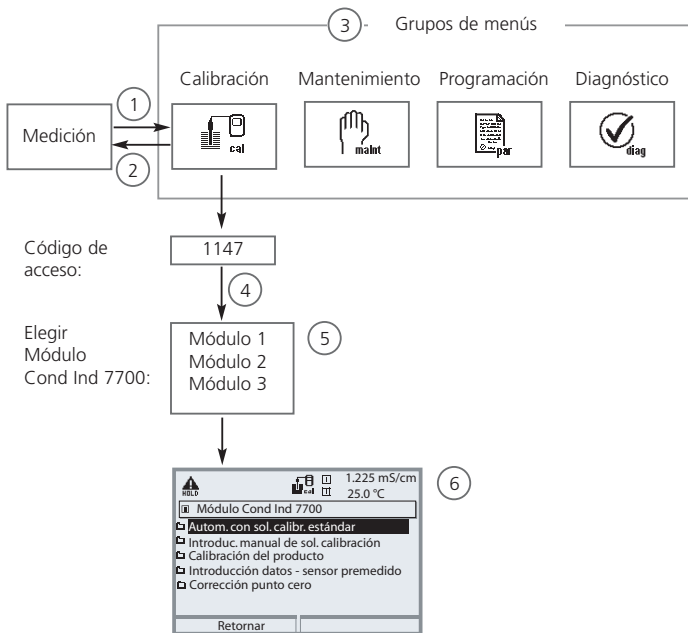 3
Grupos de menús
Calibración
Mantenimiento
Programación
Diagnóstico
Medición
1
2
cal
maint
par
diag
Código de
acceso:
1147
4
Elegir
Módulo
Cond Ind 7700:
Módulo 1
Módulo 2
Módulo 3
5
HOLD
cal
I
1.225 mS/cm
II
25.0 °C
6
Módulo Cond Ind 7700
Autom. con sol. calibr. estándar
Introduc. manual de sol. calibración
Calibración del producto
Introducción datos - sensor premedido
Corrección punto cero
Retornar